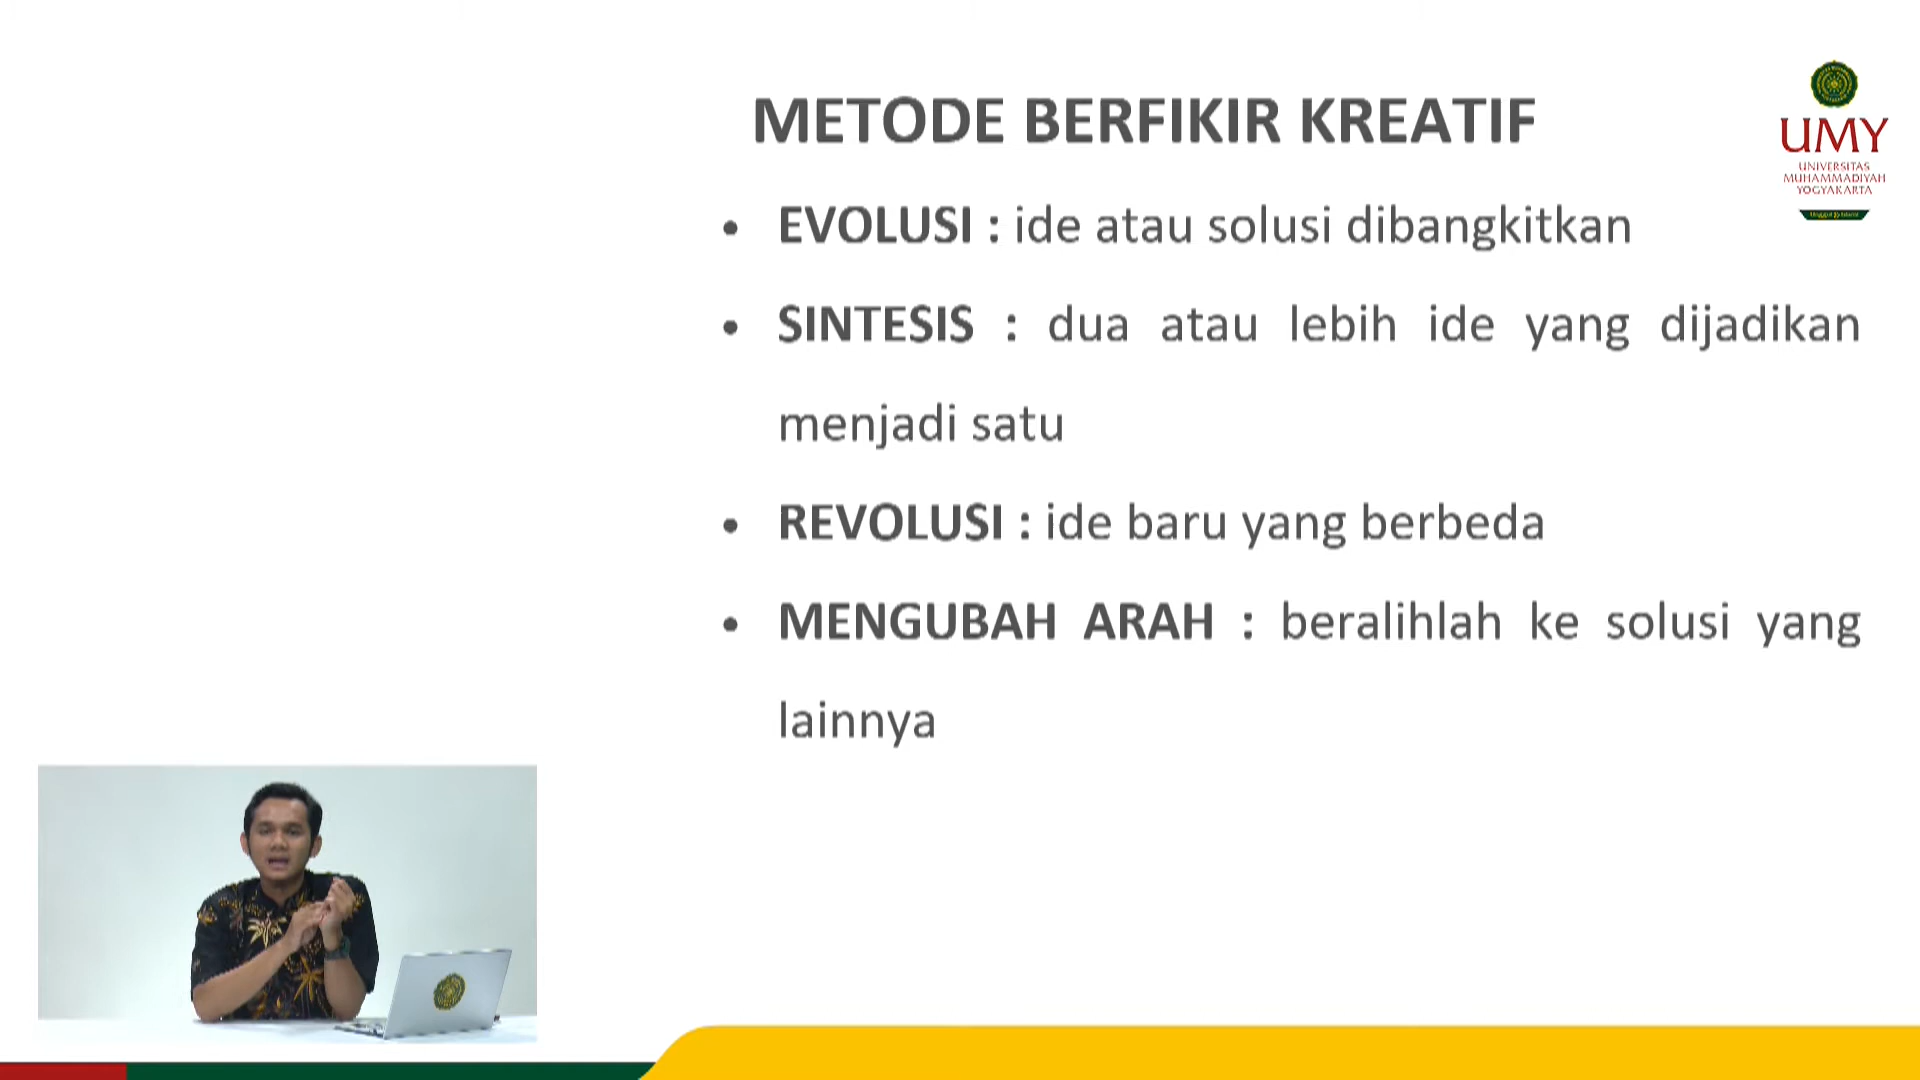 METODE BERFIKIR KREATIF
• EVOLUSI : ide atau solusi dibangkitkan
• SINTESIS : dua atau lebih ide yang dijadikan
menjadi satu
• REVOLUSI : ide baru yang berbeda
• MENGUBAH ARAH : beralihlah ke solusi yang
lainnya
UMY
UNIVERSITAS
MUHAMMADIYAH
YOGYAKARTA